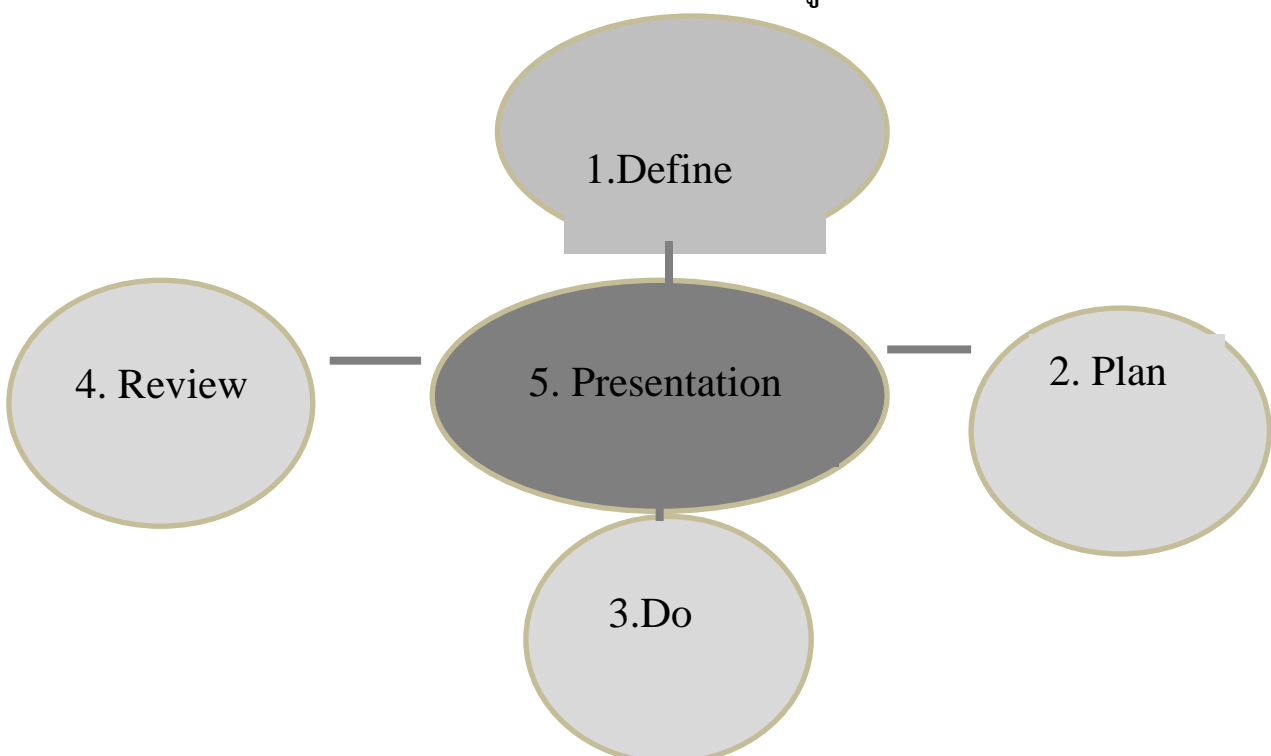 1.Define
2. Plan
4. Review
5. Presentation
3.Do